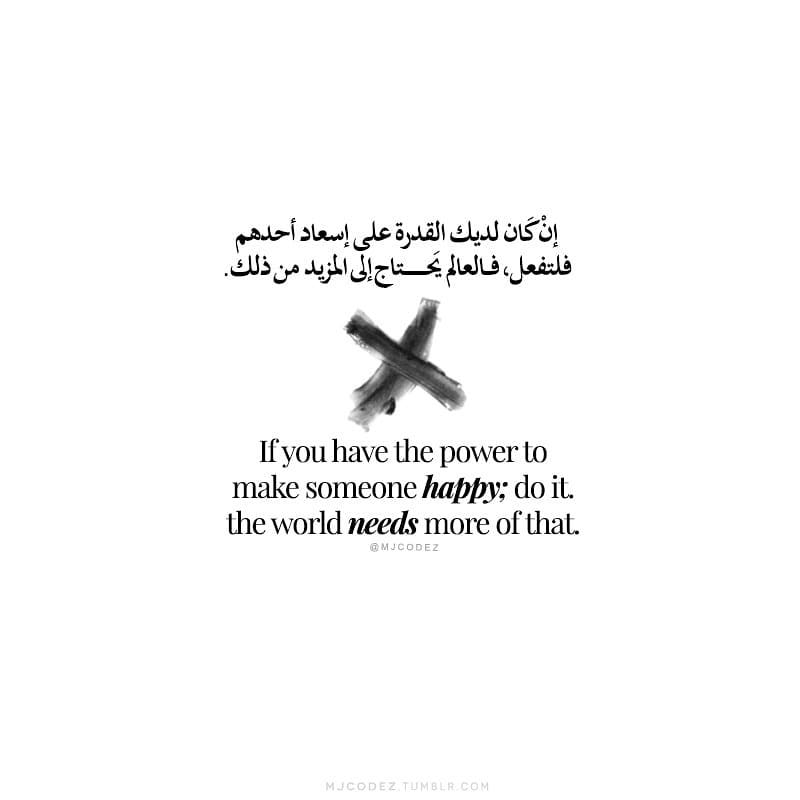 إنْ كَان لديك القدرة على إسعاد أحدهم
فلتفعل، فالعالم يَحـــتاج إلى المزيد من ذلك.
If you have the power to
make someone happy; do it.
the world needs more of that.
@MJCODEZ
MJCODEZ.TUMBLR.COM